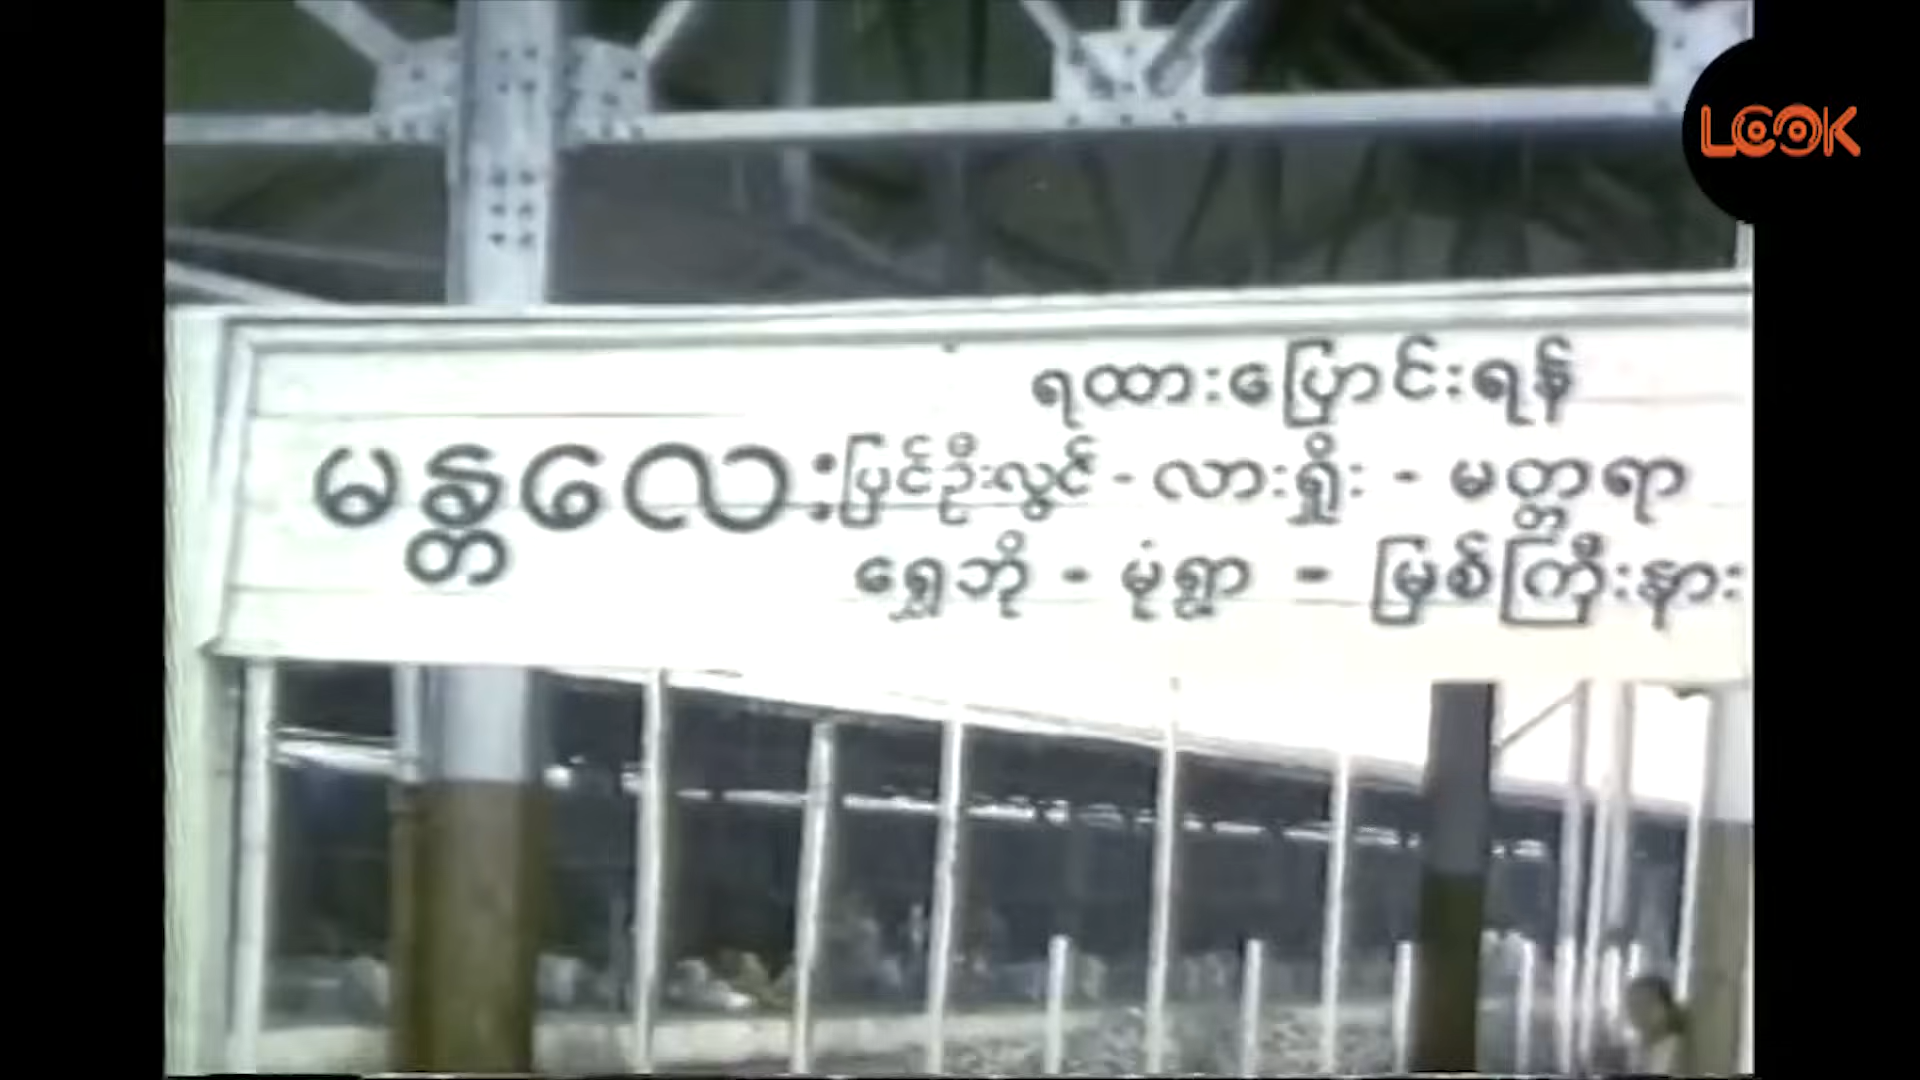 LOOK
ရထားပြောင်းရန်
မန္တလေး ပြင်ဦးလွင် - လားရှိုး - မတ္တရာ
ရွှေဘို - မုံရွာ - မြစ်ကြီးနား